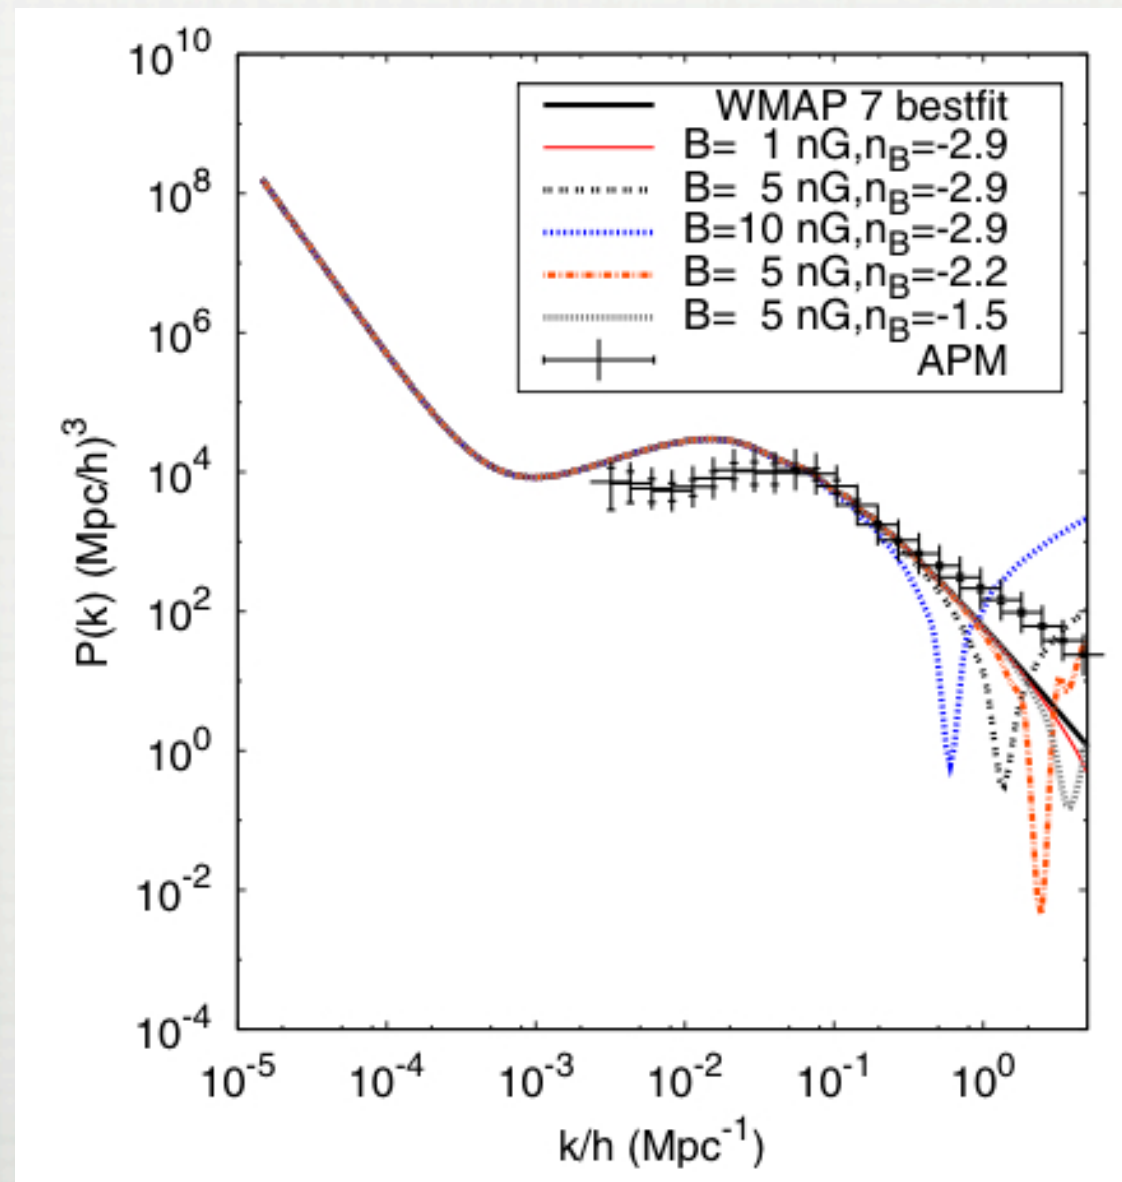 10^10
10^8
10^6
10^4
10^2
10^0
10^-2
10^-4
P(k) (Mpc/h)^3
WMAP 7 bestfit
B= 1 nG,n_B=-2.9
B= 5 nG,n_B=-2.9
B=10 nG,n_B=-2.9
B= 5 nG,n_B=-2.2
B= 5 nG,n_B=-1.5
APM
10^-5 10^-4 10^-3 10^-2 10^-1 10^0
k/h (Mpc^-1)